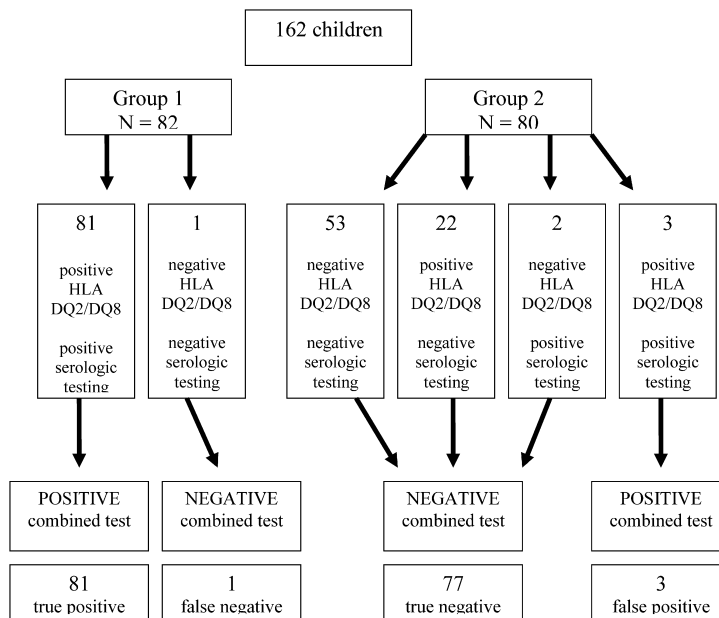 162 children
Group 1
N = 82
Group 2
N = 80
81
positive
HLA
DQ2/DQ8
positive
serologic
testing
1
negative
HLA
DQ2/DQ8
negative
serologic
testing
53
negative
HLA
DQ2/DQ8
negative
serologic
testing
22
positive
HLA
DQ2/DQ8
negative
serologic
testing
2
negative
HLA
DQ2/DQ8
positive
serologic
testing
3
positive
HLA
DQ2/DQ8
positive
serologic
testing
POSITIVE
combined test
NEGATIVE
combined test
NEGATIVE
combined test
POSITIVE
combined test
81
true positive
1
false negative
77
true negative
3
false positive